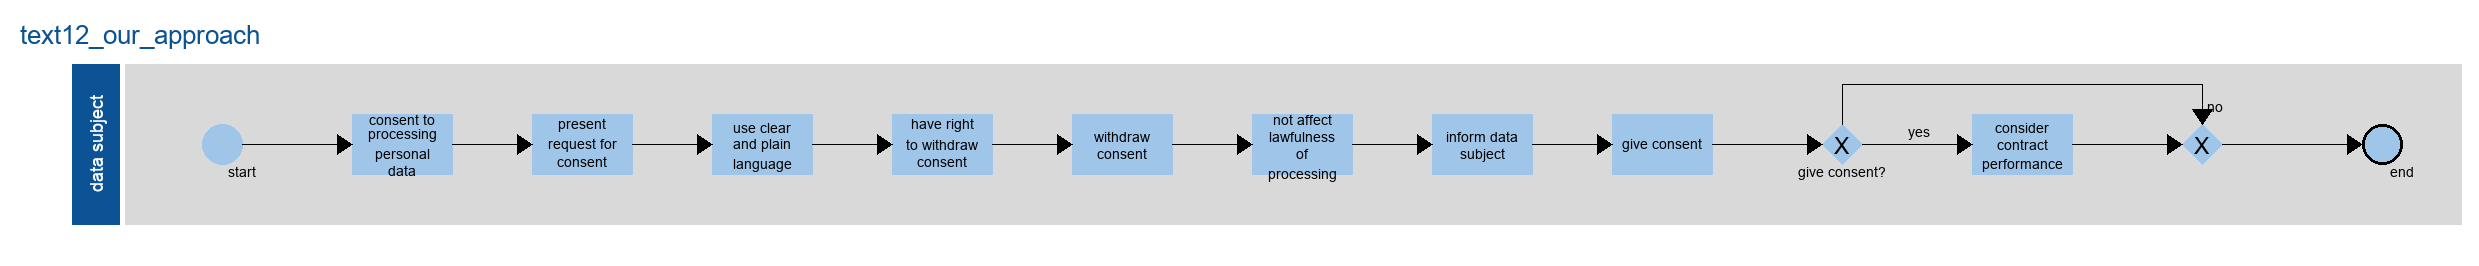 text12_our_approach
data subject
start
consent to
processing
personal
data
present
request for
consent
use clear
and plain
language
have right
to withdraw
consent
withdraw
consent
not affect
lawfulness
of
processing
inform data
subject
give consent
X
give consent?
yes
consider
contract
performance
no
X
end